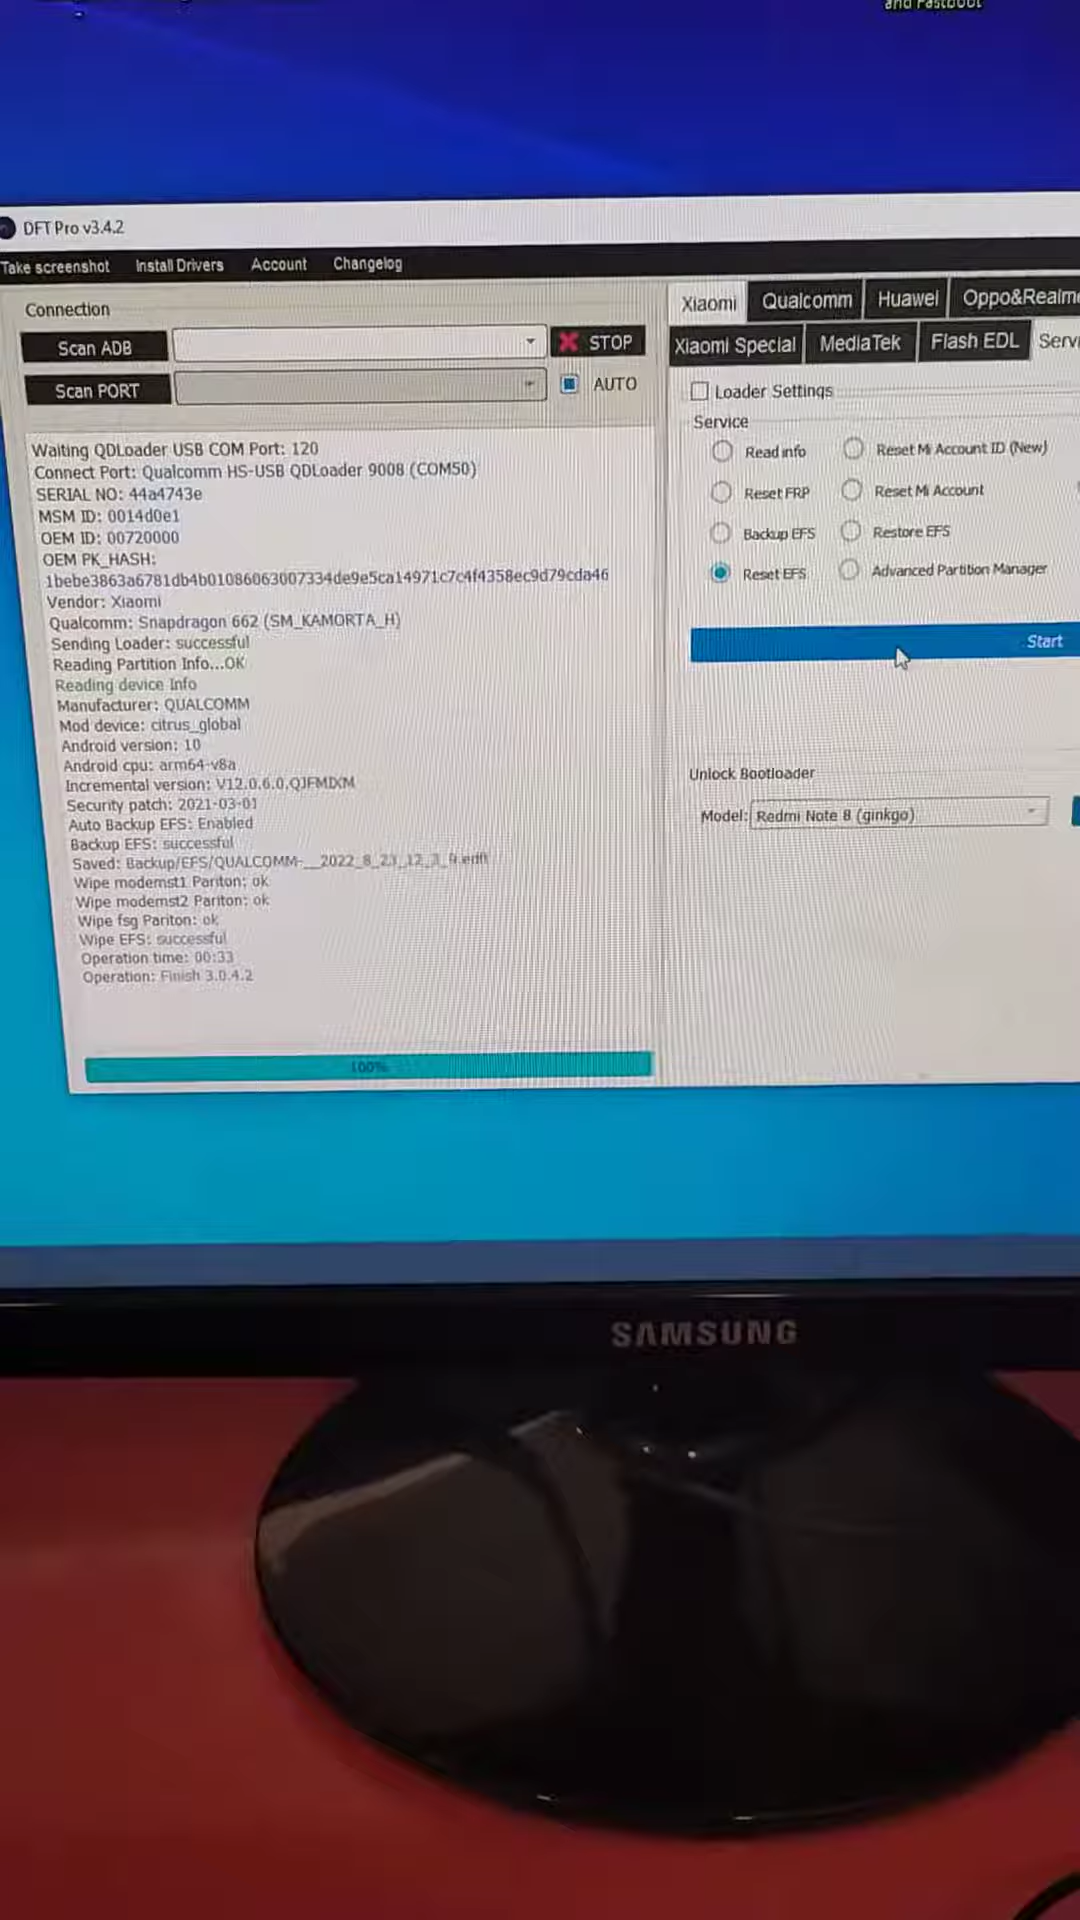 and Fastboot
DFT Pro v3.4.2
Take screenshot Install Drivers Account Changelog
Connection
Scan ADB STOP
Scan PORT AUTO
Waiting QDLoader USB COM Port: 120
Connect Port: Qualcomm HS-USB QDLoader 9008 (COM50)
SERIAL NO: 44a4743e
MSM ID: 0014d0e1
OEM ID: 00720000
OEM PK_HASH:
1bebe3863a6781db4b01086063007334de9e5ca14971c7c4f4358ec9d79cda46
Vendor: Xiaomi
Qualcomm: Snapdragon 662 (SM_KAMORTA_H)
Sending Loader: successful
Reading Partition Info...OK
Reading device Info
Manufacturer: QUALCOMM
Mod device: citrus_global
Android version: 10
Android cpu: arm64-v8a
Incremental version: V12.0.6.0.QJFMIXM
Security patch: 2021-03-01
Auto Backup EFS: Enabled
Backup EFS: successful
Saved:
Wipe modemst1 Pariton: ok
Wipe modemst2 Pariton: ok
Wipe fsg Pariton: ok
Wipe EFS: successful
Operation time: 00:33
Operation: Finish 3.0.4.2
100%
Xiaomi Qualcomm Huawei Oppo&Realme
Xiaomi Special MediaTek Flash EDL Servi
Loader Settings
Service
Read info Reset Mi Account ID (New)
Reset FRP Reset Mi Account
Backup EFS Restore EFS
Reset EFS Advanced Partition Manager
Start
Unlock Bootloader
Model: Redmi Note 8 (ginkgo)
SAMSUNG